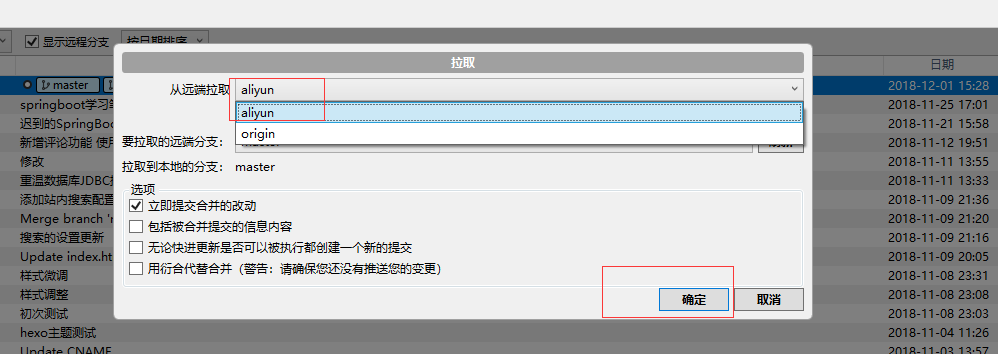 显示远程分支 按日期排序
日期
master
2018-12-01 15:28
springboot学习
2018-11-25 17:01
迟到的SpringBoo
2018-11-21 15:58
新增评论功能 使用
2018-11-12 19:51
修改
2018-11-11 13:55
重温数据库JDBC
2018-11-11 13:33
添加站内搜索配置
2018-11-09 21:36
Merge branch 'r
2018-11-09 21:20
搜索的设置更新
2018-11-09 21:16
Update index.ht
2018-11-09 20:05
样式微调
2018-11-08 23:31
样式调整
2018-11-08 23:08
初次测试
2018-11-08 23:03
hexo主题测试
2018-11-04 11:26
Update CNAME
2018-11-03 13:57
拉取
从远端拉取 aliyun
aliyun
origin
要拉取的远端分支： master 刷新
拉取到本地的分支： master
选项
立即提交合并的改动
包括被合并提交的信息内容
无论快进更新是否可以被执行都创建一个新的提交
用衍合代替合并（警告：请确保您还没有推送您的变更）
确定 取消